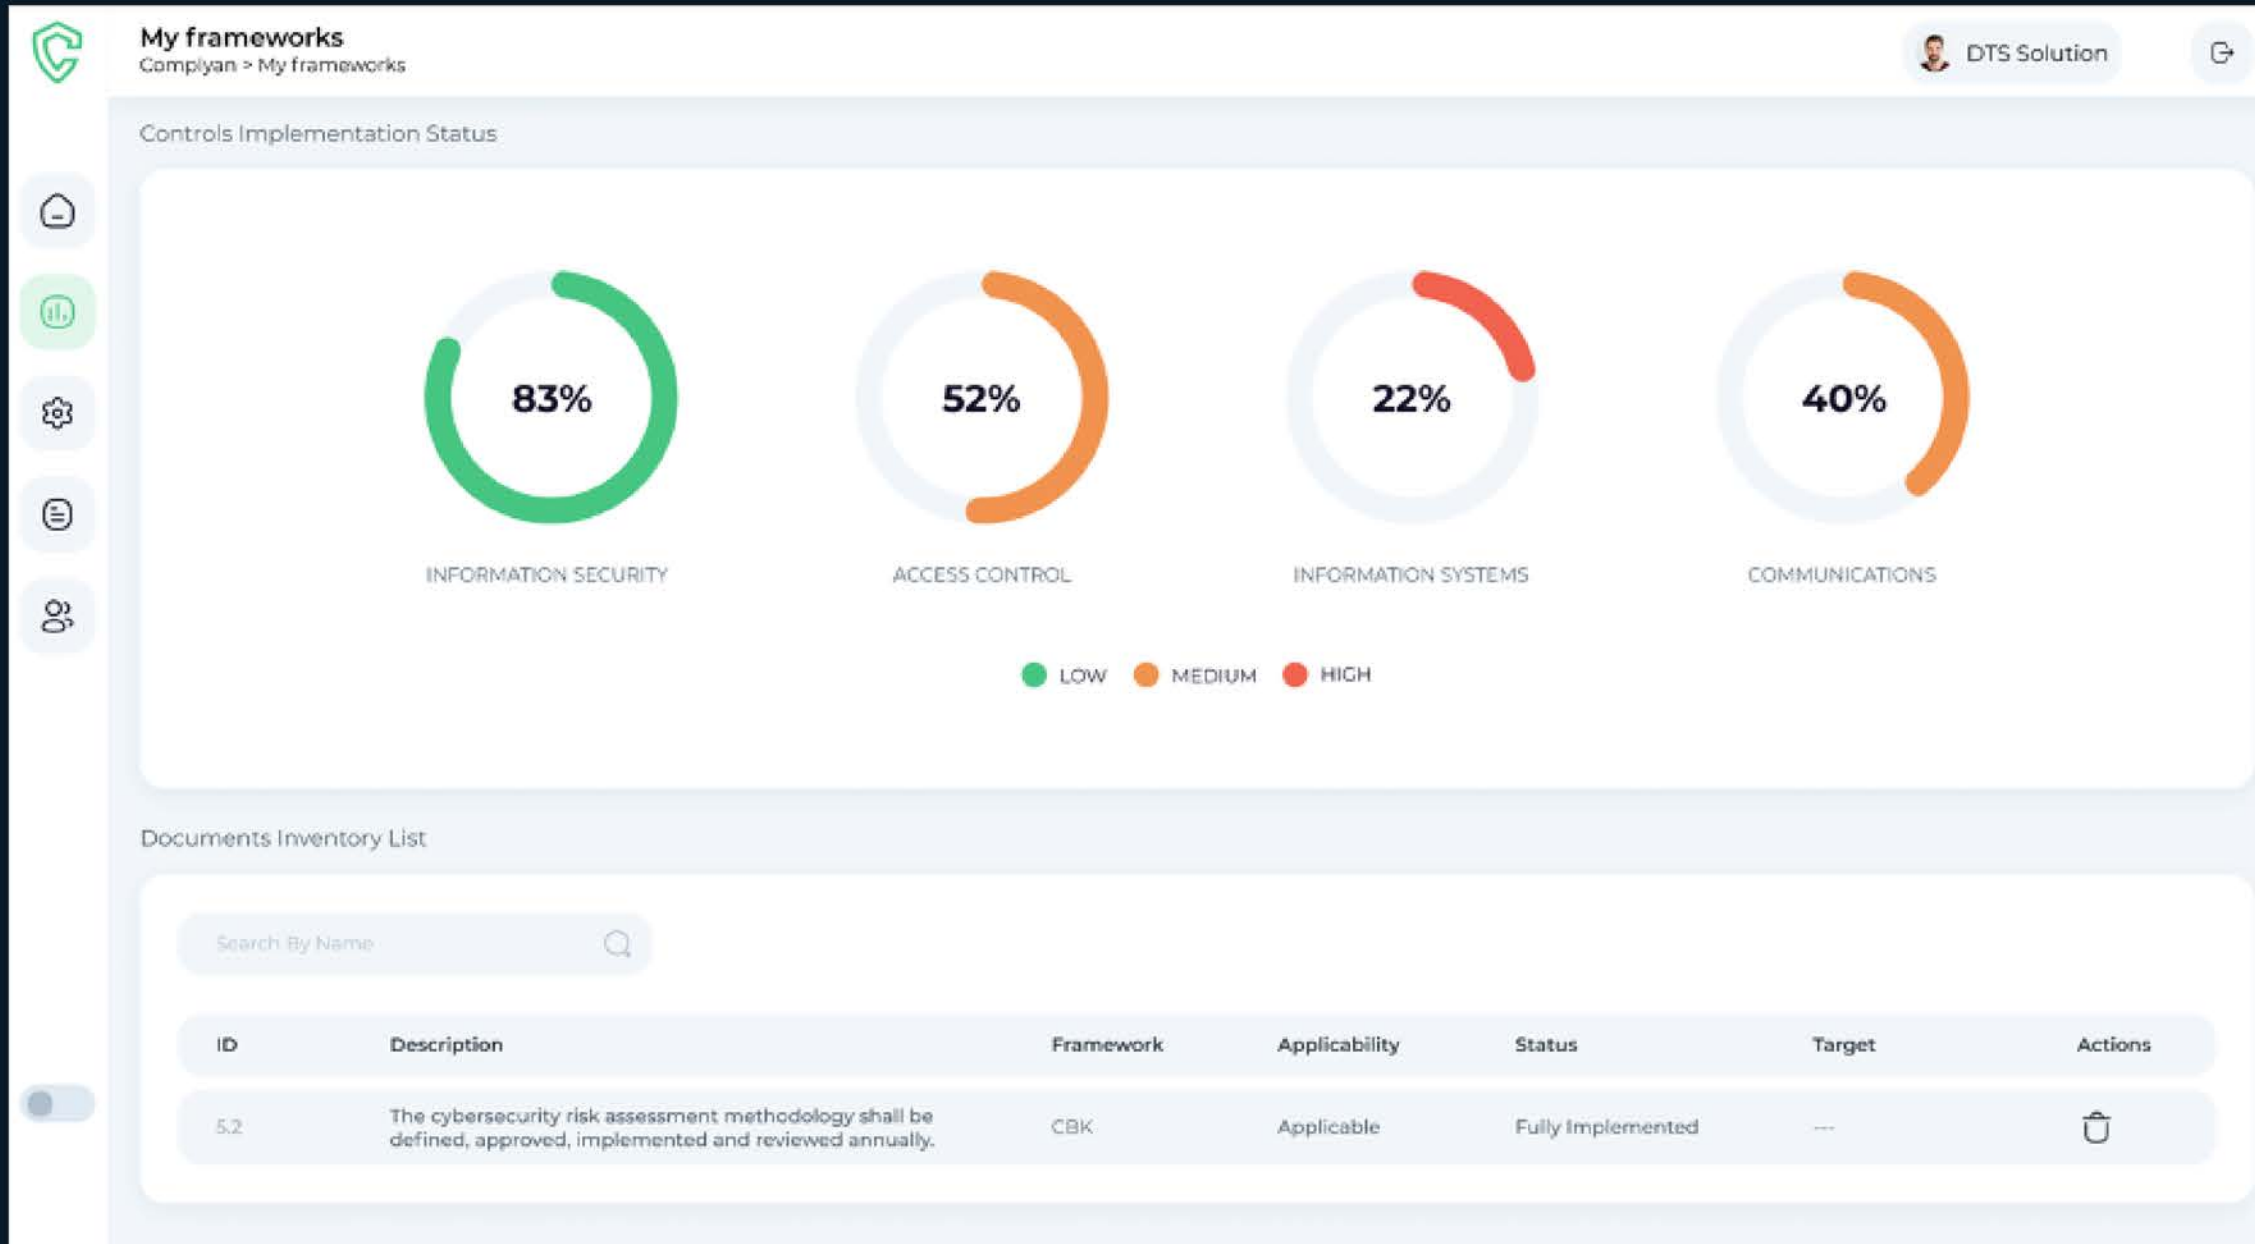 My frameworks
Complyan > My frameworks
DTS Solution
Controls Implementation Status
83%
52%
22%
40%
INFORMATION SECURITY
ACCESS CONTROL
INFORMATION SYSTEMS
COMMUNICATIONS
LOW
MEDIUM
HIGH
Documents Inventory List
Search By Name
ID
Description
Framework
Applicability
Status
Target
Actions
5.2
The cybersecurity risk assessment methodology shall be
defined, approved, implemented and reviewed annually.
CBK
Applicable
Fully Implemented
---